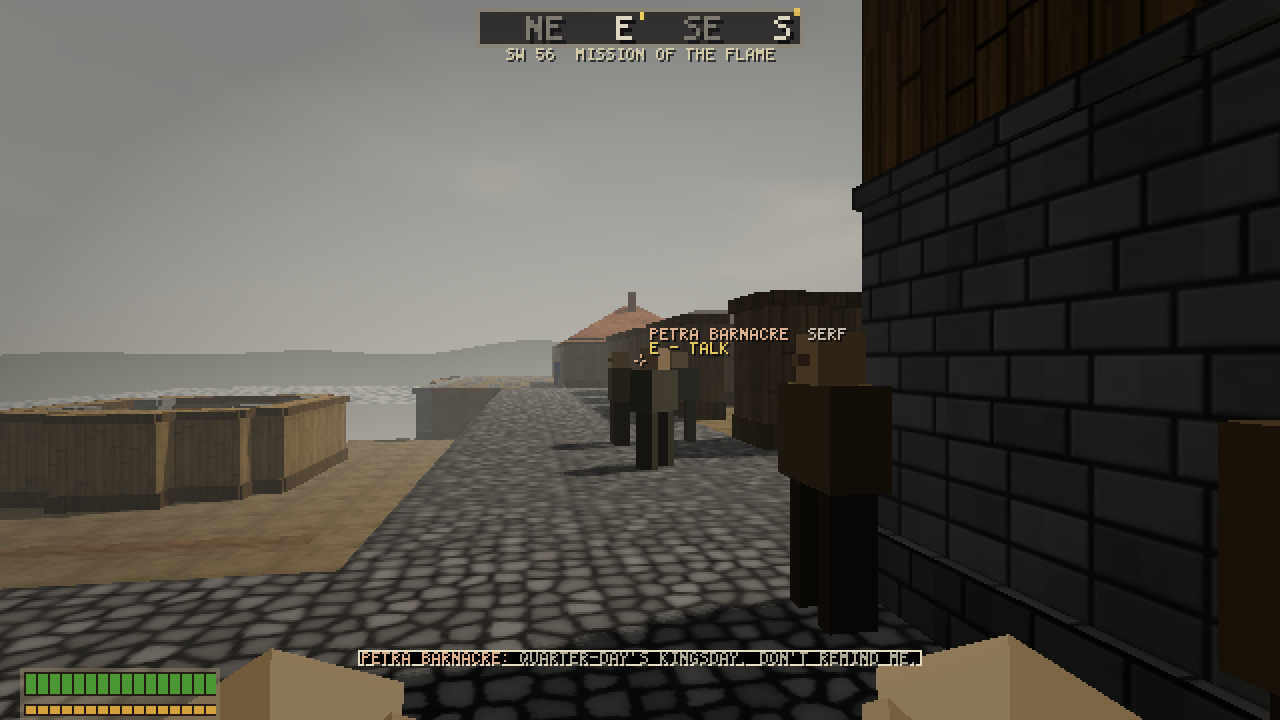 NE E SE S
SW 56 MISSION OF THE FLAME
PETRA BARNACRE SERF
E - TALK
PETRA BARNACRE: QUARTER-DAY'S KINGSDAY. DON'T REMIND ME.